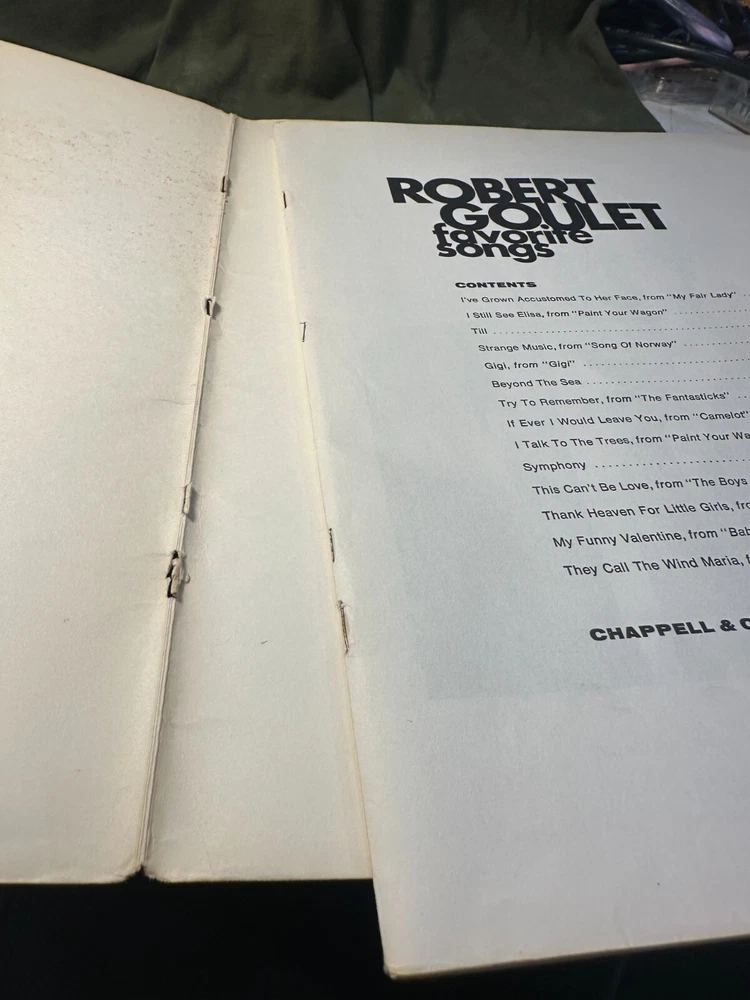 ROBERT
GOULET
favorite
songs
CONTENTS
I've Grown Accustomed To Her Face, from "My Fair Lady" ..
I Still See Elisa, from "Paint Your Wagon" ..............
Till ..............................................
Strange Music, from "Song Of Norway" ............
Gigi, from "Gigi" ..............................
Beyond The Sea ..............................
Try To Remember, from "The Fantasticks" ...
If Ever I Would Leave You, from "Camelot"
I Talk To The Trees, from "Paint Your
Symphony ..........................
This Can't Be Love, from "The Boys
Thank Heaven For Little Girls,
My Funny Valentine, from
They Call The Wind Maria,
CHAPPELL &